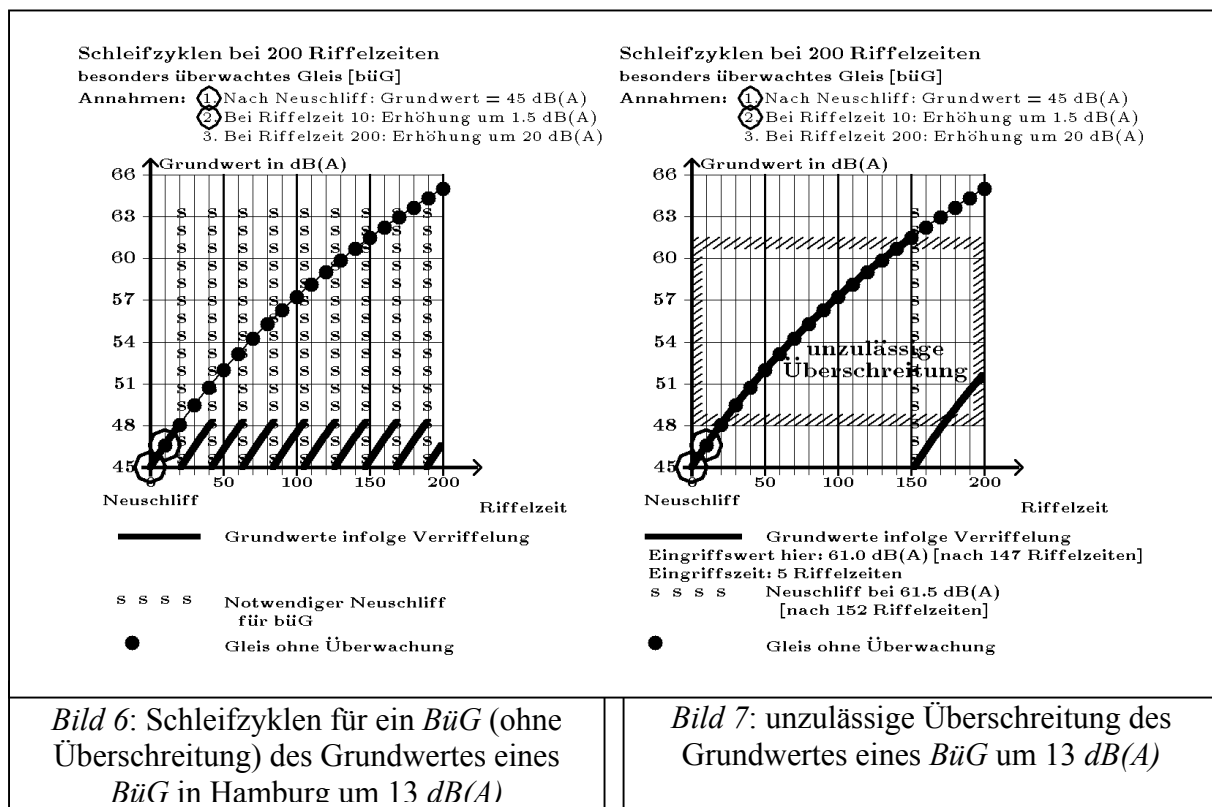 Schleifzyklen bei 200 Riffelzeiten
besonders überwachtes Gleis [büG]
Annahmen: 1. Nach Neuschliff: Grundwert = 45 dB(A)
2. Bei Riffelzeit 10: Erhöhung um 1.5 dB(A)
3. Bei Riffelzeit 200: Erhöhung um 20 dB(A)
Grundwert in dB(A)
66
63
60
57
54
51
48
45
0 50 100 150 200
Neuschliff
Riffelzeit
Grundwerte infolge Verriffelung
s s s s Notwendiger Neuschliff
für büG
Gleis ohne Überwachung
Schleifzyklen bei 200 Riffelzeiten
besonders überwachtes Gleis [büG]
Annahmen: 1. Nach Neuschliff: Grundwert = 45 dB(A)
2. Bei Riffelzeit 10: Erhöhung um 1.5 dB(A)
3. Bei Riffelzeit 200: Erhöhung um 20 dB(A)
Grundwert in dB(A)
66
63
60
57
54
51
48
45
unzulässige
Überschreitung
0 50 100 150 200
Neuschliff
Riffelzeit
Grundwerte infolge Verriffelung
Eingriffswert hier: 61.0 dB(A) [nach 147 Riffelzeiten]
Eingriffszeit: 5 Riffelzeiten
s s s s Neuschliff bei 61.5 dB(A)
[nach 152 Riffelzeiten]
Gleis ohne Überwachung
Bild 6: Schleifzyklen für ein BüG (ohne
Überschreitung) des Grundwertes eines
BüG in Hamburg um 13 dB(A)
Bild 7: unzulässige Überschreitung des
Grundwertes eines BüG um 13 dB(A)